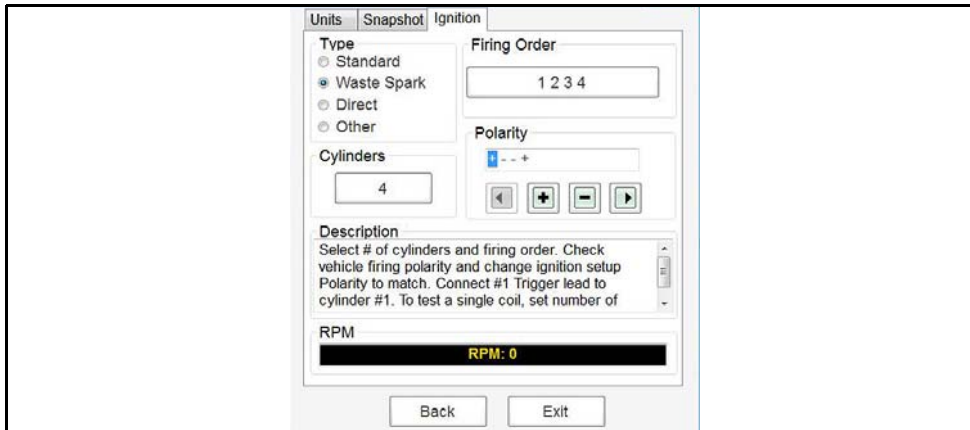 Units Snapshot Ignition
Type
Standard
Waste Spark
Direct
Other
Firing Order
1 2 3 4
Polarity
+ - - +
Cylinders
4
Description
Select # of cylinders and firing order. Check
vehicle firing polarity and change ignition setup
Polarity to match. Connect #1 Trigger lead to
cylinder #1. To test a single coil, set number of
RPM
RPM: 0
Back Exit